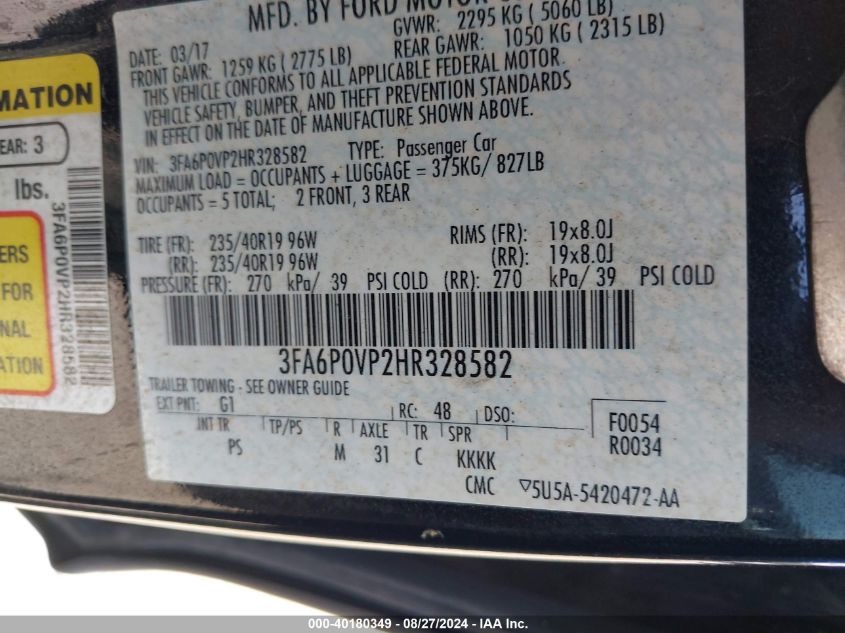 MFD. BY FORD MOTOR
DATE: 03/17
GVWR: 2295 KG ( 5060 LB)
FRONT GAWR: 1259 KG ( 2775 LB)
REAR GAWR: 1050 KG ( 2315 LB)
THIS VEHICLE CONFORMS TO ALL APPLICABLE FEDERAL MOTOR
VEHICLE SAFETY, BUMPER, AND THEFT PREVENTION STANDARDS
IN EFFECT ON THE DATE OF MANUFACTURE SHOWN ABOVE.
VIN: 3FA6P0VP2HR328582 TYPE: Passenger Car
MAXIMUM LOAD = OCCUPANTS + LUGGAGE = 375KG/ 827LB
OCCUPANTS = 5 TOTAL; 2 FRONT, 3 REAR
TIRE (FR): 235/40R19 96W RIMS (FR): 19x8.0J
(RR): 235/40R19 96W (RR): 19x8.0J
PRESSURE (FR): 270 kPa/ 39 PSI COLD (RR): 270 kPa/ 39 PSI COLD
3FA6P0VP2HR328582
TRAILER TOWING - SEE OWNER GUIDE
EXT PNT: G1 RC: 48 DSO:
INT TR TP/PS R AXLE TR SPR
PS M 31 C KKKK
F0054
R0034
CMC ▽5U5A-5420472-AA
MATION
EAR: 3
lbs.
3FA6P0VP2HR328582
ERS
FOR
NAL
ATION
000-40180349 - 08/27/2024 - IAAI.COM